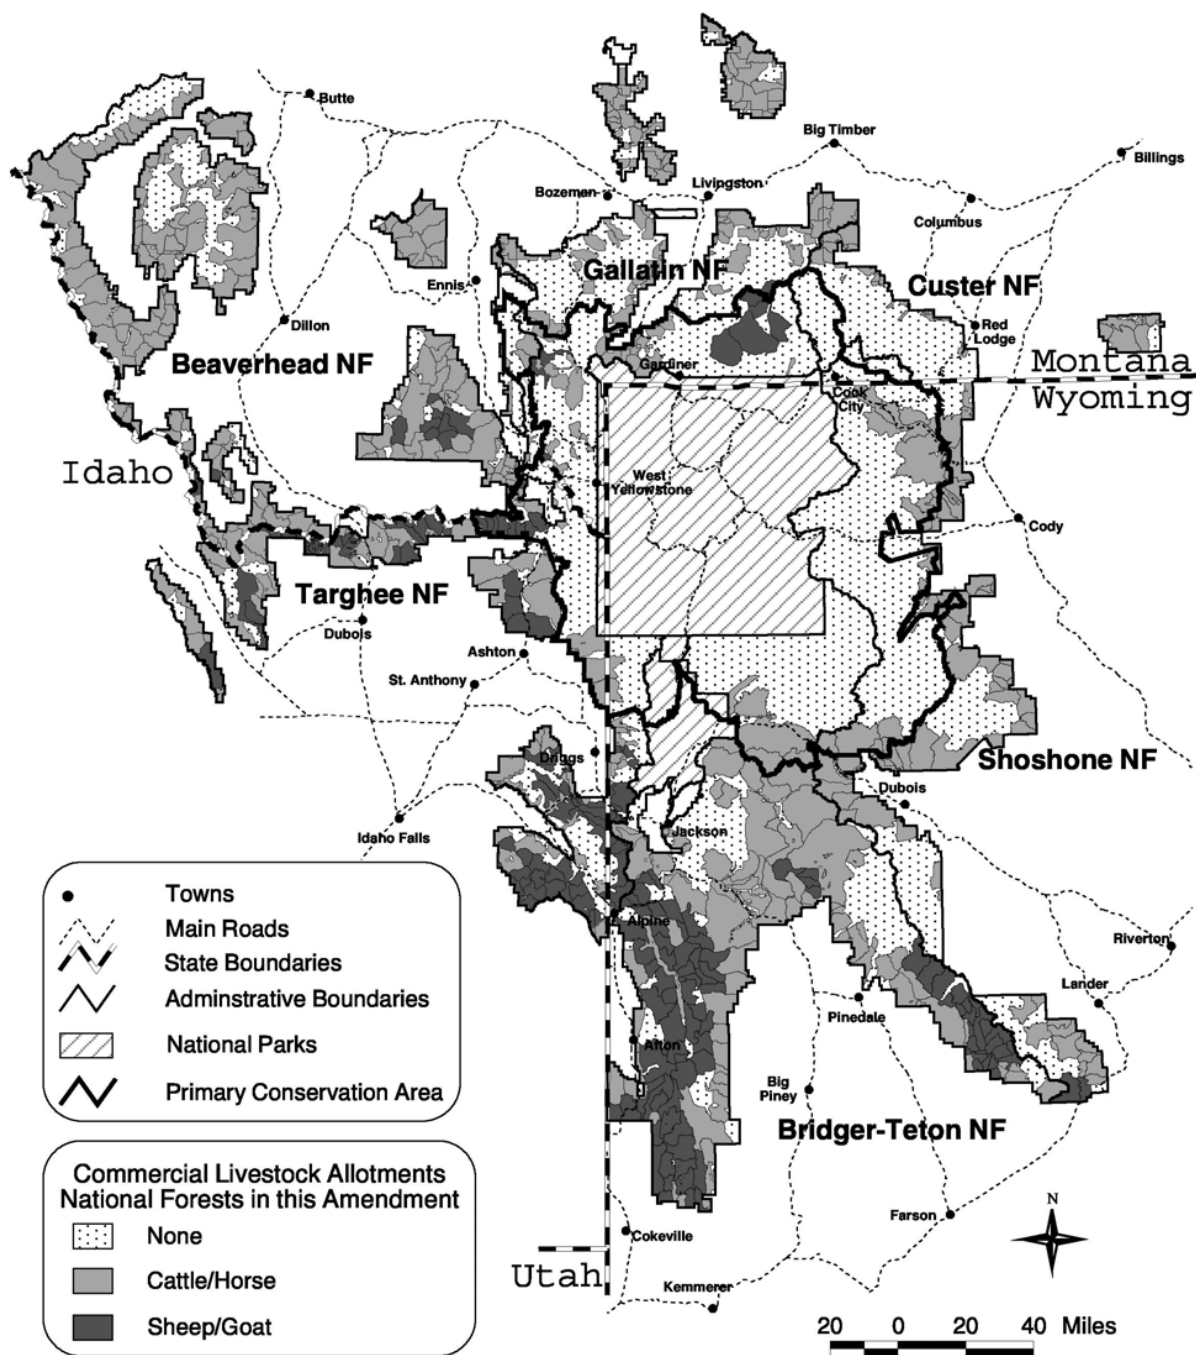 Butte
Big Timber
Billings
Bozeman
Livingston
Columbus
Gallatin NF
Ennis
Custer NF
Dillon
Red
Lodge
Beaverhead NF
Gardiner
Montana
Cook
City
Wyoming
Idaho
West
Yellowstone
Cody
Targhee NF
Dubois
Ashton
St. Anthony
Driggs
Shoshone NF
Dubois
Idaho Falls
Jackson
Alpine
Riverton
Lander
Pinedale
Afton
Big
Piney
Bridger-Teton NF
Farson
Cokeville
Utah
Kemmerer
N
Towns
Main Roads
State Boundaries
Adminstrative Boundaries
National Parks
Primary Conservation Area
Commercial Livestock Allotments
National Forests in this Amendment
None
Cattle/Horse
Sheep/Goat
20 0 20 40 Miles